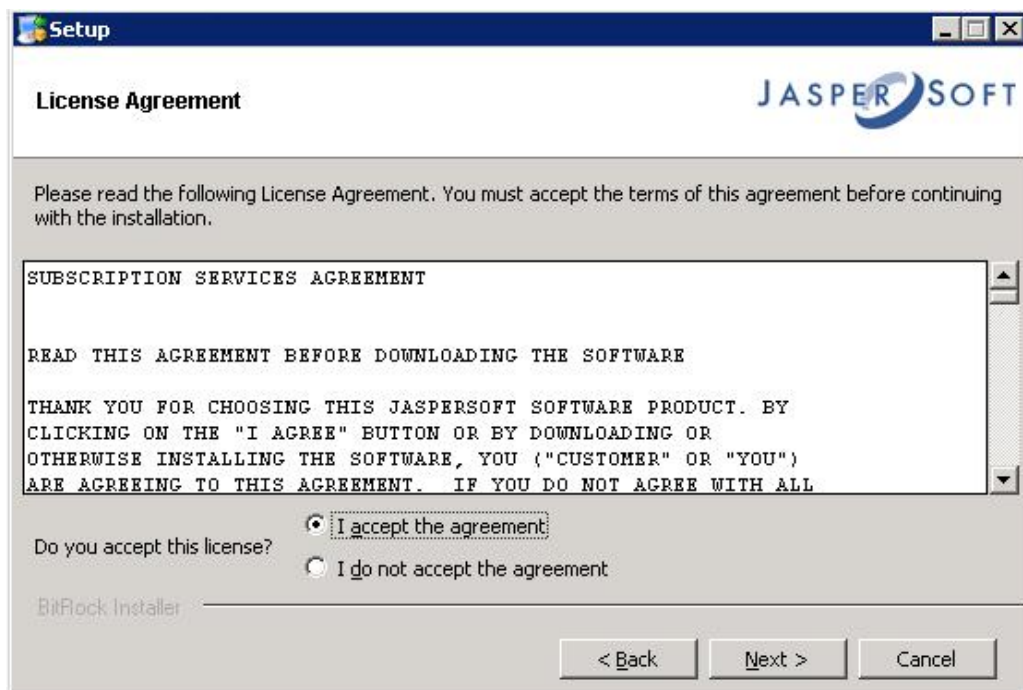 Setup
License Agreement
JASPERSOFT
Please read the following License Agreement. You must accept the terms of this agreement before continuing
with the installation.
SUBSCRIPTION SERVICES AGREEMENT
READ THIS AGREEMENT BEFORE DOWNLOADING THE SOFTWARE
THANK YOU FOR CHOOSING THIS JASPERSOFT SOFTWARE PRODUCT. BY
CLICKING ON THE "I AGREE" BUTTON OR BY DOWNLOADING OR
OTHERWISE INSTALLING THE SOFTWARE, YOU ("CUSTOMER" OR "YOU")
ARE AGREEING TO THIS AGREEMENT. IF YOU DO NOT AGREE WITH ALL
Do you accept this license?
I accept the agreement
I do not accept the agreement
BitRock Installer
< Back
Next >
Cancel